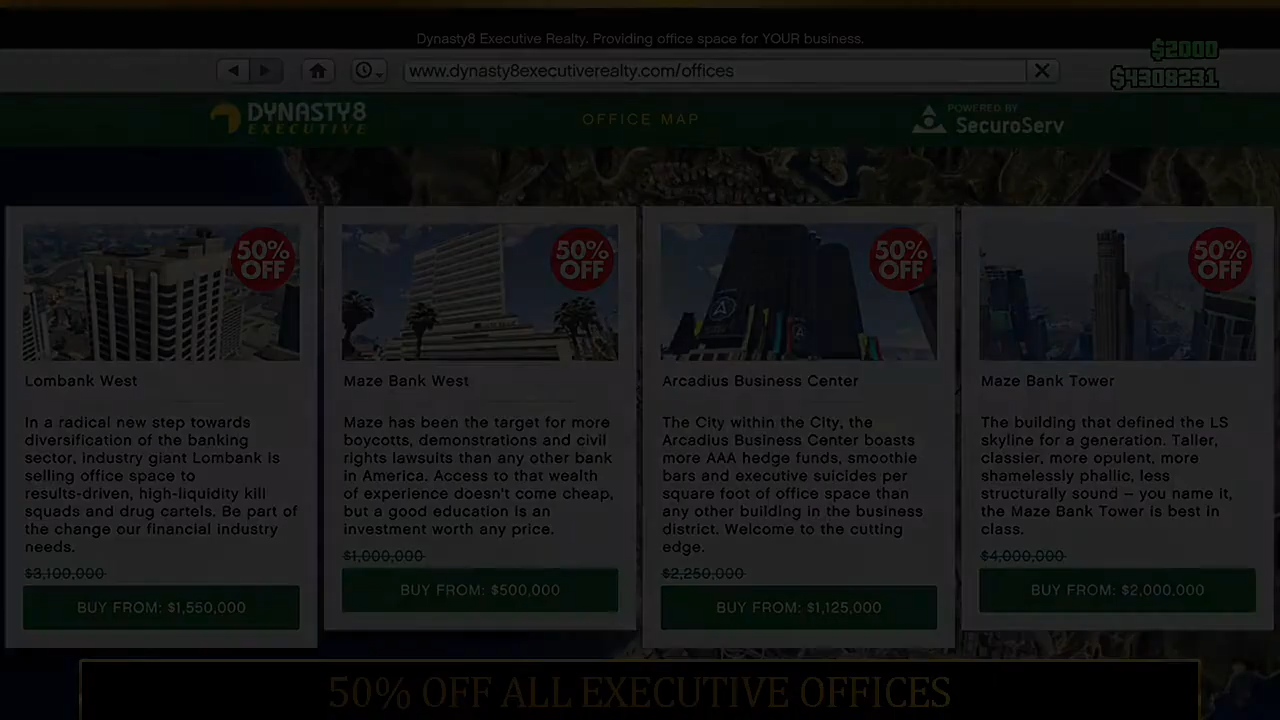 Dynasty8 Executive Realty. Providing office space for YOUR business.
$2000
www.dynasty8executiverealty.com/offices
$4308231
DYNASTY8
EXECUTIVE
OFFICE MAP
POWERED BY
SecuroServ
50%
OFF
50%
OFF
50%
OFF
50%
OFF
Lombank West
In a radical new step towards
diversification of the banking
sector, industry giant Lombank is
selling office space to
results-driven, high-liquidity kill
squads and drug cartels. Be part of
the change our financial industry
needs.
$3,100,000
BUY FROM: $1,550,000
Maze Bank West
Maze has been the target for more
boycotts, demonstrations and civil
rights lawsuits than any other bank
in America. Access to that wealth
of experience doesn't come cheap,
but a good education is an
investment worth any price.
$1,000,000
BUY FROM: $500,000
Arcadius Business Center
The City within the City, the
Arcadius Business Center boasts
more AAA hedge funds, smoothie
bars and executive suicides per
square foot of office space than
any other building in the business
district. Welcome to the cutting
edge.
$2,250,000
BUY FROM: $1,125,000
Maze Bank Tower
The building that defined the LS
skyline for a generation. Taller,
classier, more opulent, more
shamelessly phallic, less
structurally sound – you name it,
the Maze Bank Tower is best in
class.
$4,000,000
BUY FROM: $2,000,000
50% OFF ALL EXECUTIVE OFFICES